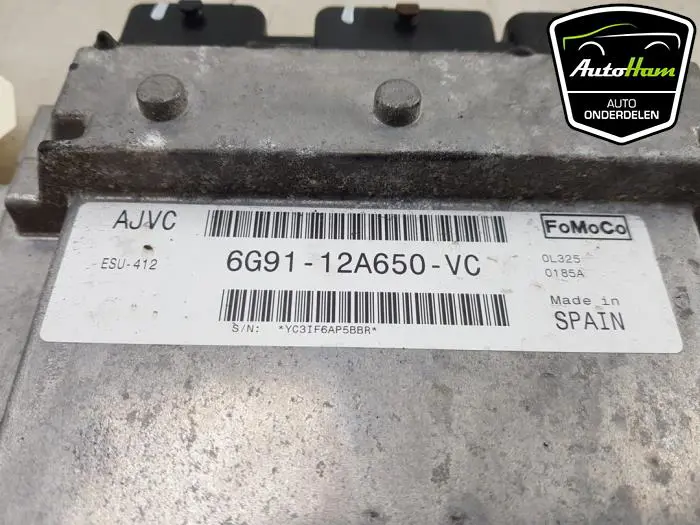 AutoHam
AUTO
ONDERDELEN
AJVC
FoMoCo
ESU-412
6G91-12A650-VC
0L325
0185A
Made in
SPAIN
S/N: *YC3IF6AP5BBR*